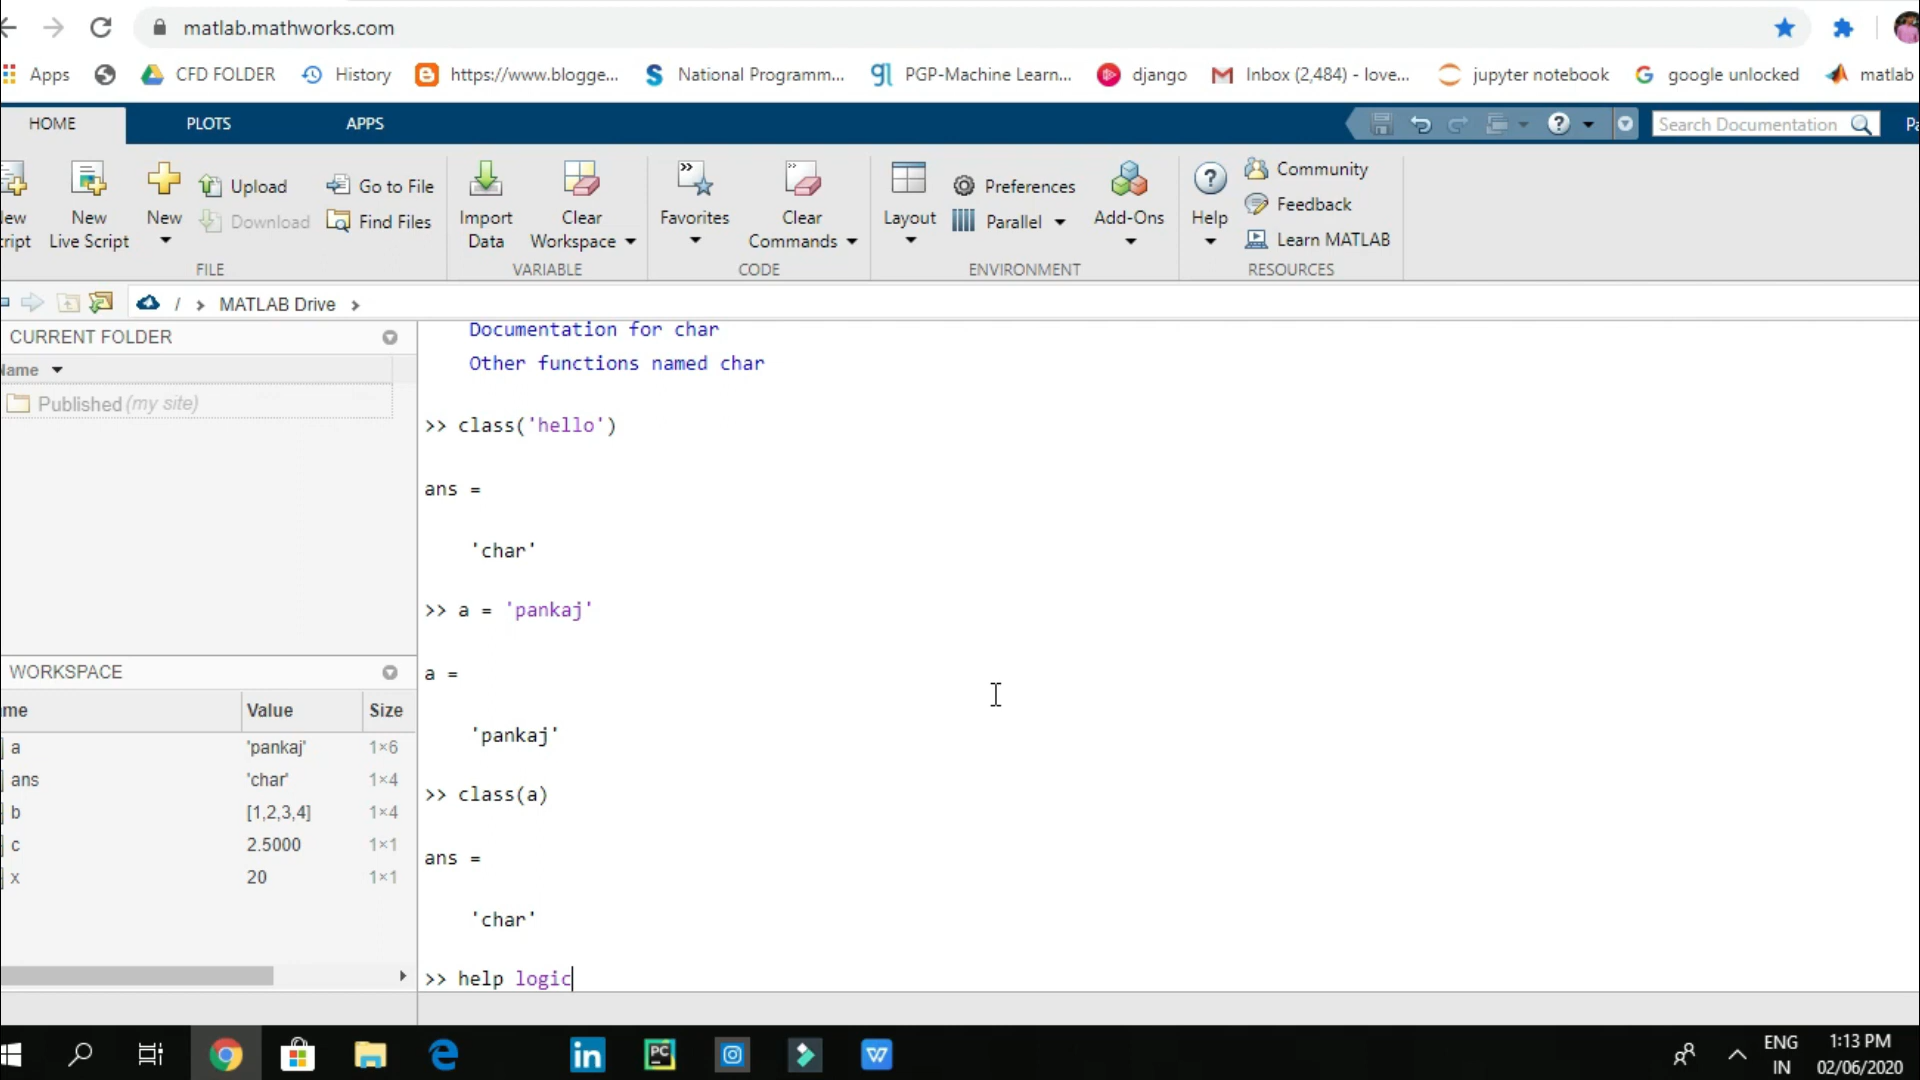 matlab.mathworks.com
Apps CFD FOLDER History https://www.blogge... National Programm... PGP-Machine Learn... django Inbox (2,484) - love... jupyter notebook google unlocked matlab
HOME PLOTS APPS Search Documentation Pa
New Script New Live Script New Upload Download Go to File Find Files
FILE
Import Data Clear Workspace
VARIABLE
Favorites Clear Commands
CODE
Layout Preferences Parallel Add-Ons
ENVIRONMENT
Help Community Feedback Learn MATLAB
RESOURCES
/ > MATLAB Drive >
CURRENT FOLDER
Name
Published (my site)
WORKSPACE
Name Value Size
a 'pankaj' 1×6
ans 'char' 1×4
b [1,2,3,4] 1×4
c 2.5000 1×1
x 20 1×1
Documentation for char
Other functions named char
>> class('hello')
ans =
'char'
>> a = 'pankaj'
a =
'pankaj'
>> class(a)
ans =
'char'
>> help logic
ENG
IN
1:13 PM
02/06/2020